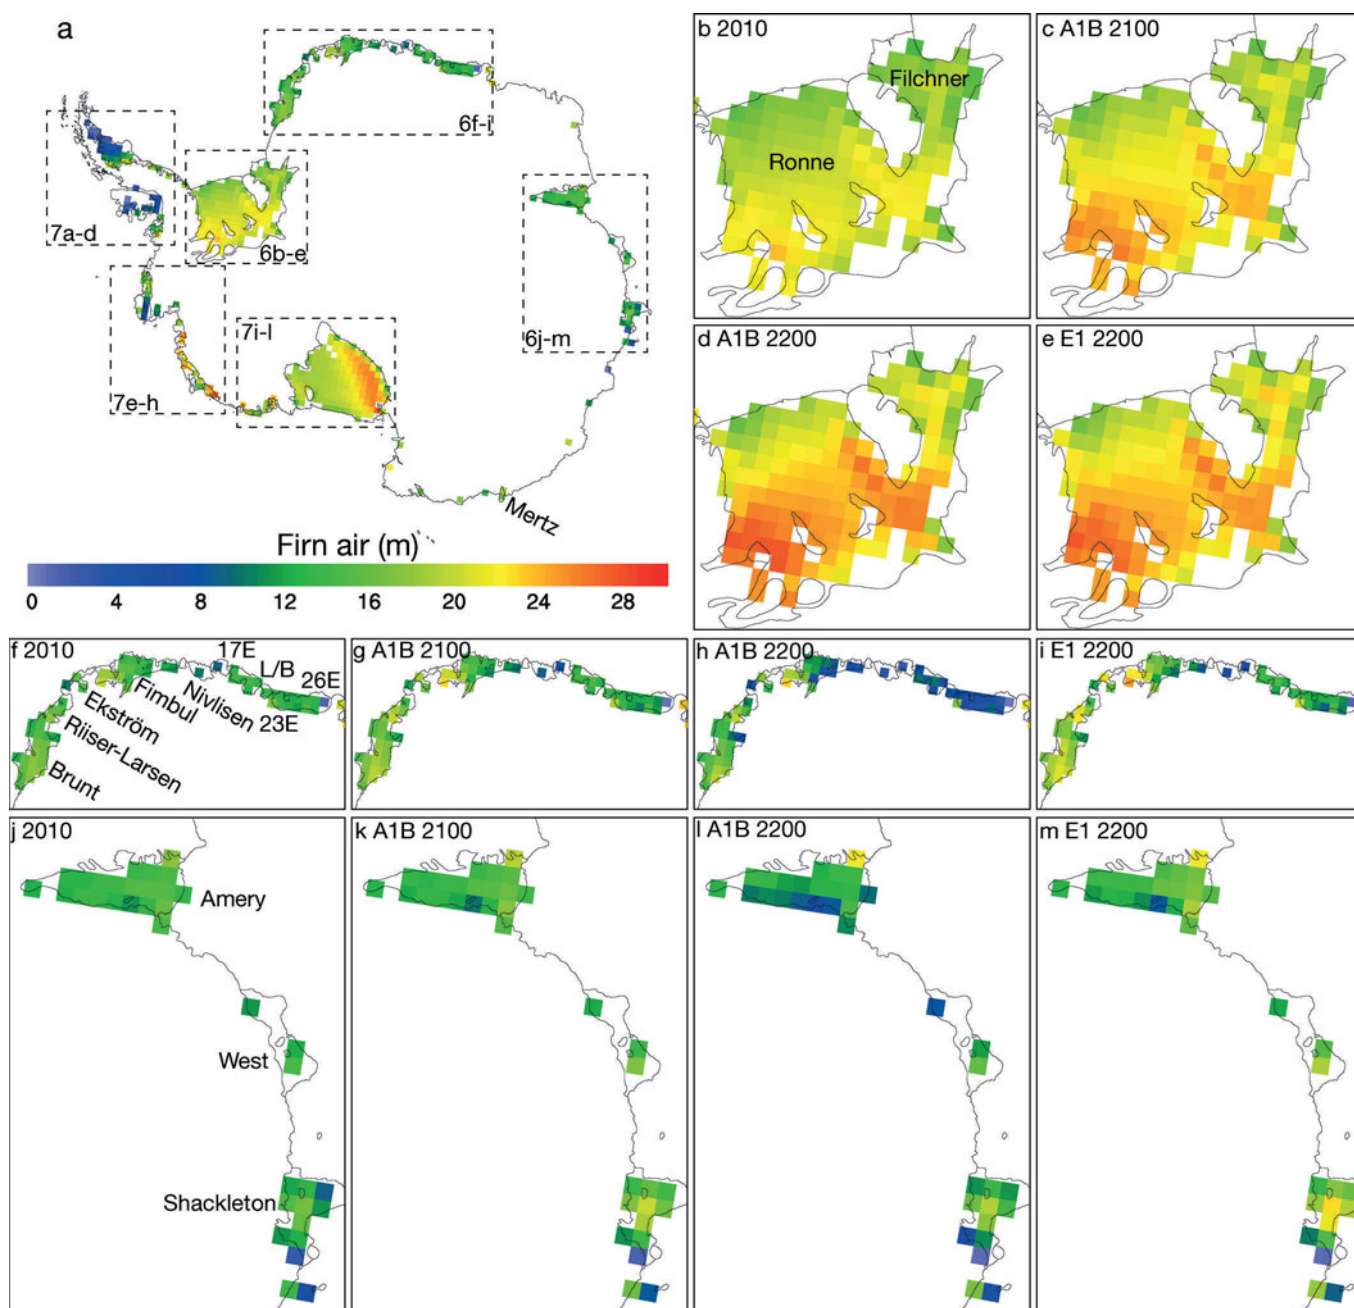 a
6f-i
7a-d
6b-e
6j-m
7e-h
7i-l
Mertz
Firn air (m)
0 4 8 12 16 20 24 28
b 2010
Filchner
Ronne
c A1B 2100
d A1B 2200
e E1 2200
f 2010
17E
L/B
26E
Nivlisen
23E
Fimbul
Ekström
Riiser-Larsen
Brunt
g A1B 2100
h A1B 2200
i E1 2200
j 2010
Amery
West
Shackleton
k A1B 2100
l A1B 2200
m E1 2200